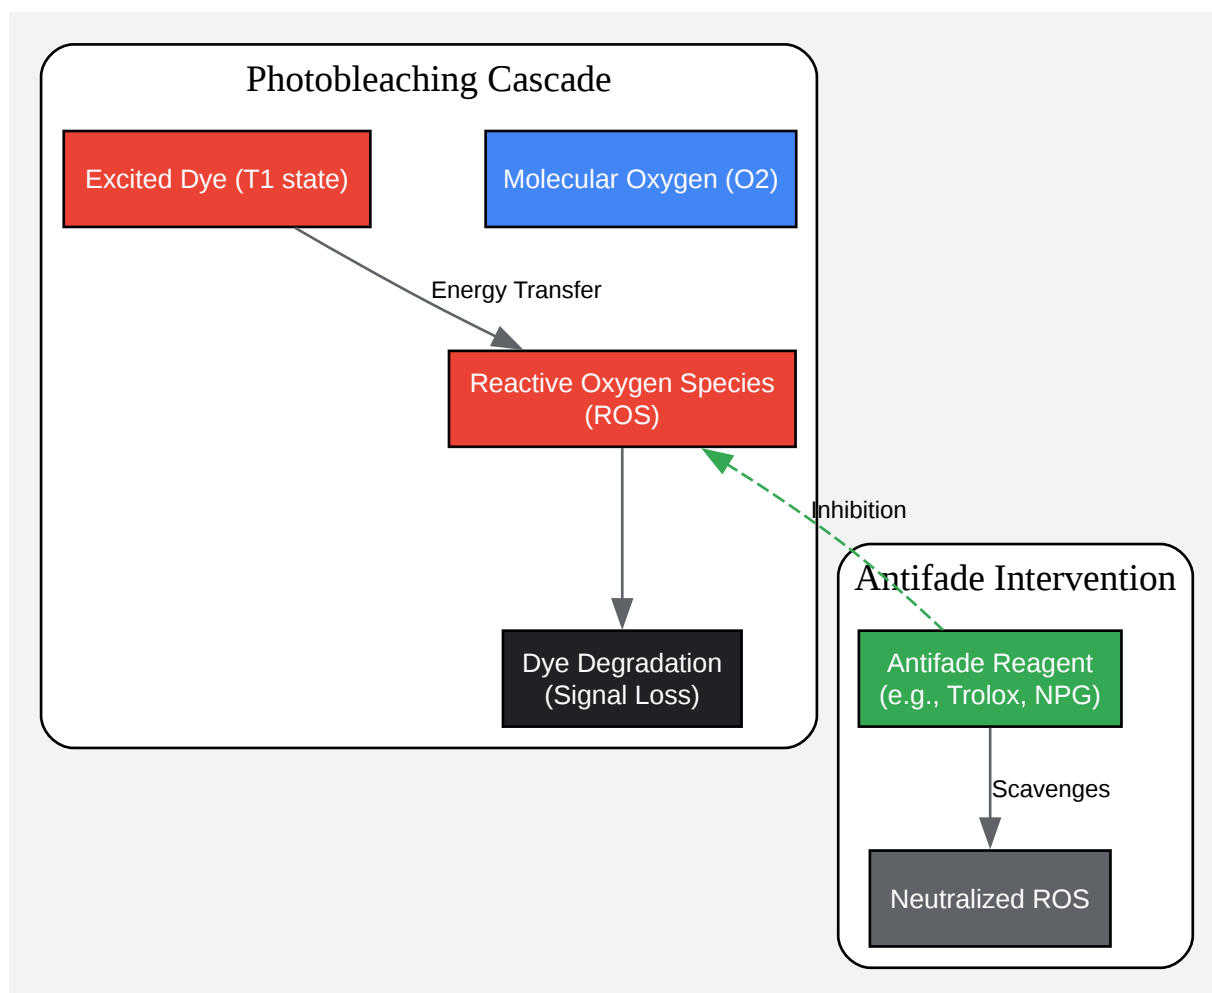 Photobleaching Cascade
Excited Dye (T1 state)
Molecular Oxygen (O2)
Energy Transfer
Reactive Oxygen Species
(ROS)
Inhibition
Antifade Intervention
Dye Degradation
(Signal Loss)
Antifade Reagent
(e.g., Trolox, NPG)
Scavenges
Neutralized ROS